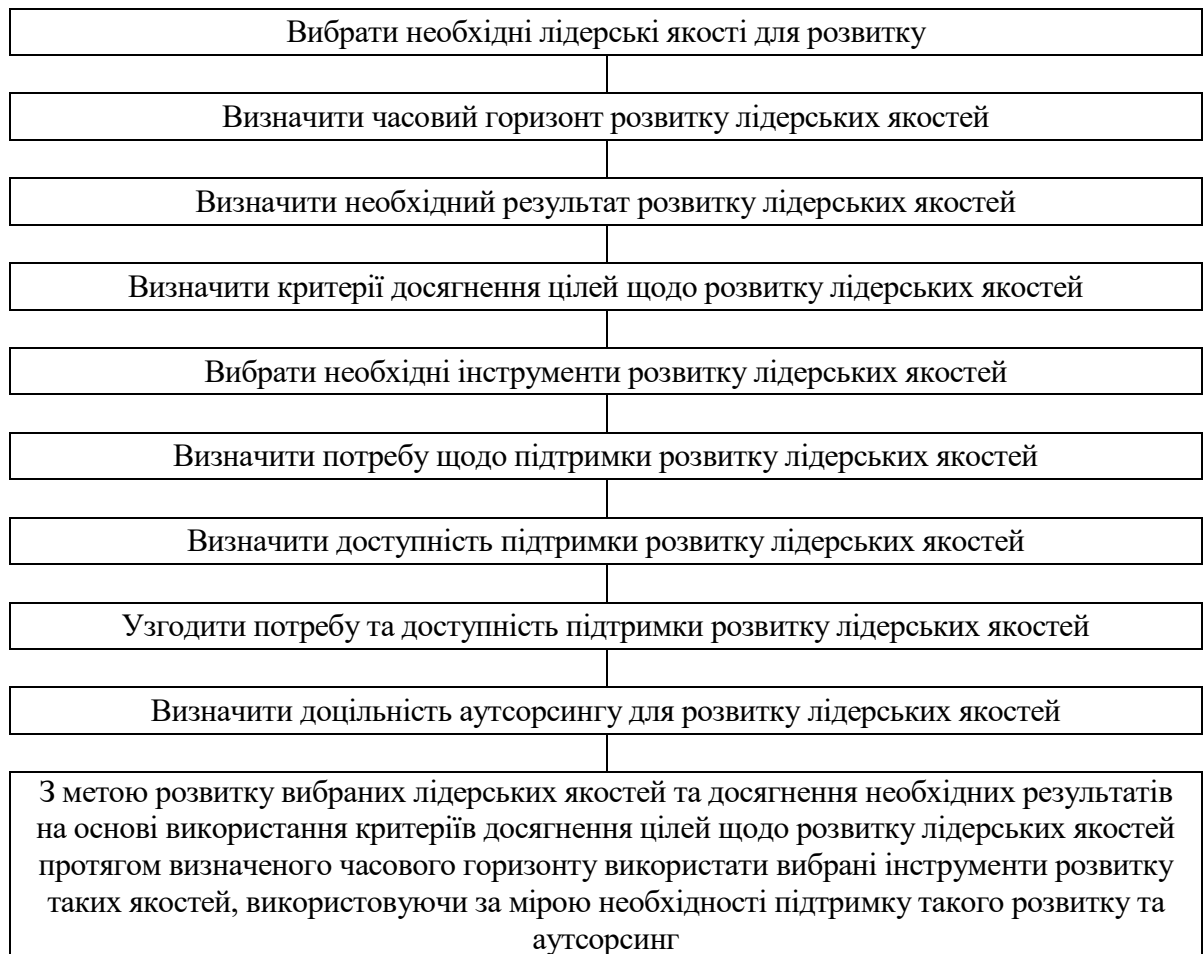 Вибрати необхідні лідерські якості для розвитку
Визначити часовий горизонт розвитку лідерських якостей
Визначити необхідний результат розвитку лідерських якостей
Визначити критерії досягнення цілей щодо розвитку лідерських якостей
Вибрати необхідні інструменти розвитку лідерських якостей
Визначити потребу щодо підтримки розвитку лідерських якостей
Визначити доступність підтримки розвитку лідерських якостей
Узгодити потребу та доступність підтримки розвитку лідерських якостей
Визначити доцільність аутсорсингу для розвитку лідерських якостей
З метою розвитку вибраних лідерських якостей та досягнення необхідних результатів
на основі використання критеріїв досягнення цілей щодо розвитку лідерських якостей
протягом визначеного часового горизонту використати вибрані інструменти розвитку
таких якостей, використовуючи за мірою необхідності підтримку такого розвитку та
аутсорсинг